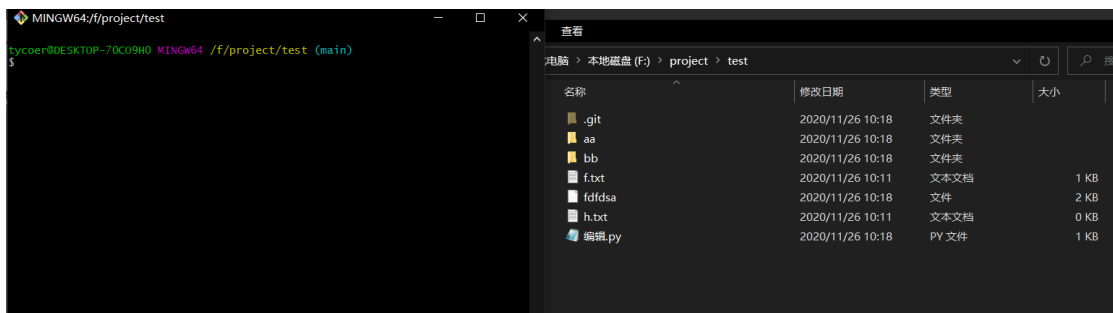 MINGW64:/f/project/test
tycoer@DESKTOP-70CO9H0 MINGW64 /f/project/test (main)
$
查看
电脑 › 本地磁盘 (F:) › project › test
名称 修改日期 类型 大小
.git 2020/11/26 10:18 文件夹
aa 2020/11/26 10:18 文件夹
bb 2020/11/26 10:18 文件夹
f.txt 2020/11/26 10:11 文本文档 1 KB
fdfdsa 2020/11/26 10:18 文件 2 KB
h.txt 2020/11/26 10:11 文本文档 0 KB
编辑.py 2020/11/26 10:18 PY 文件 1 KB